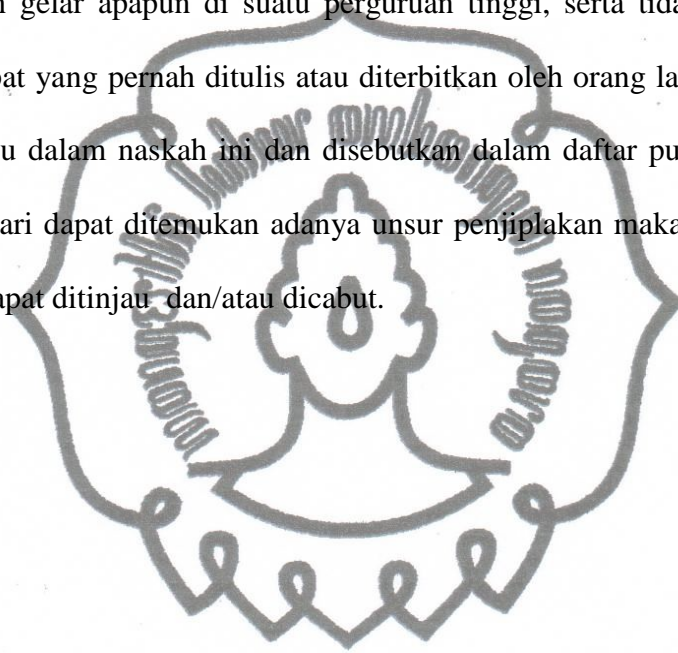 gelar apapun di suatu perguruan tinggi, serta tida
pat yang pernah ditulis atau diterbitkan oleh orang la
u dalam naskah ini dan disebutkan dalam daftar pu
ari dapat ditemukan adanya unsur penjiplakan maka
apat ditinjau dan/atau dicabut.